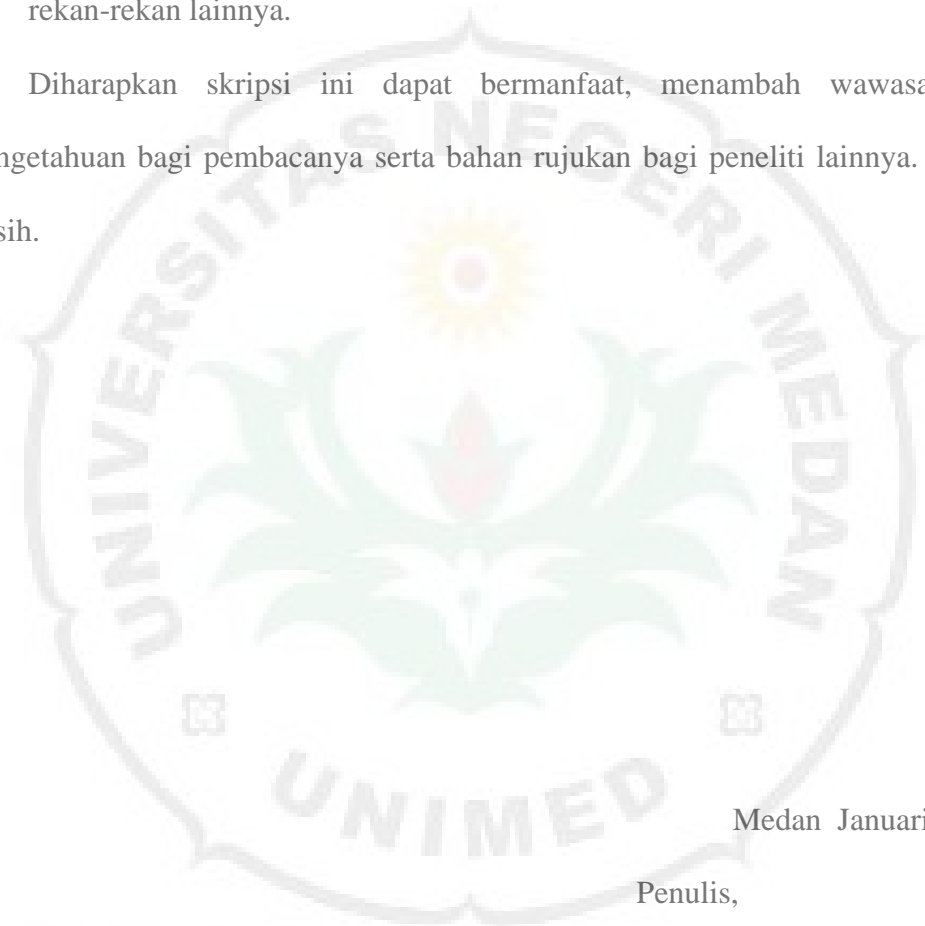 rekan-rekan lainnya.
Diharapkan skripsi ini dapat bermanfaat, menambah wawasa
ngetahuan bagi pembacanya serta bahan rujukan bagi peneliti lainnya.
sih.
UNIVERSITAS NEGERI MEDAN
UNIMED
Medan Januari
Penulis,